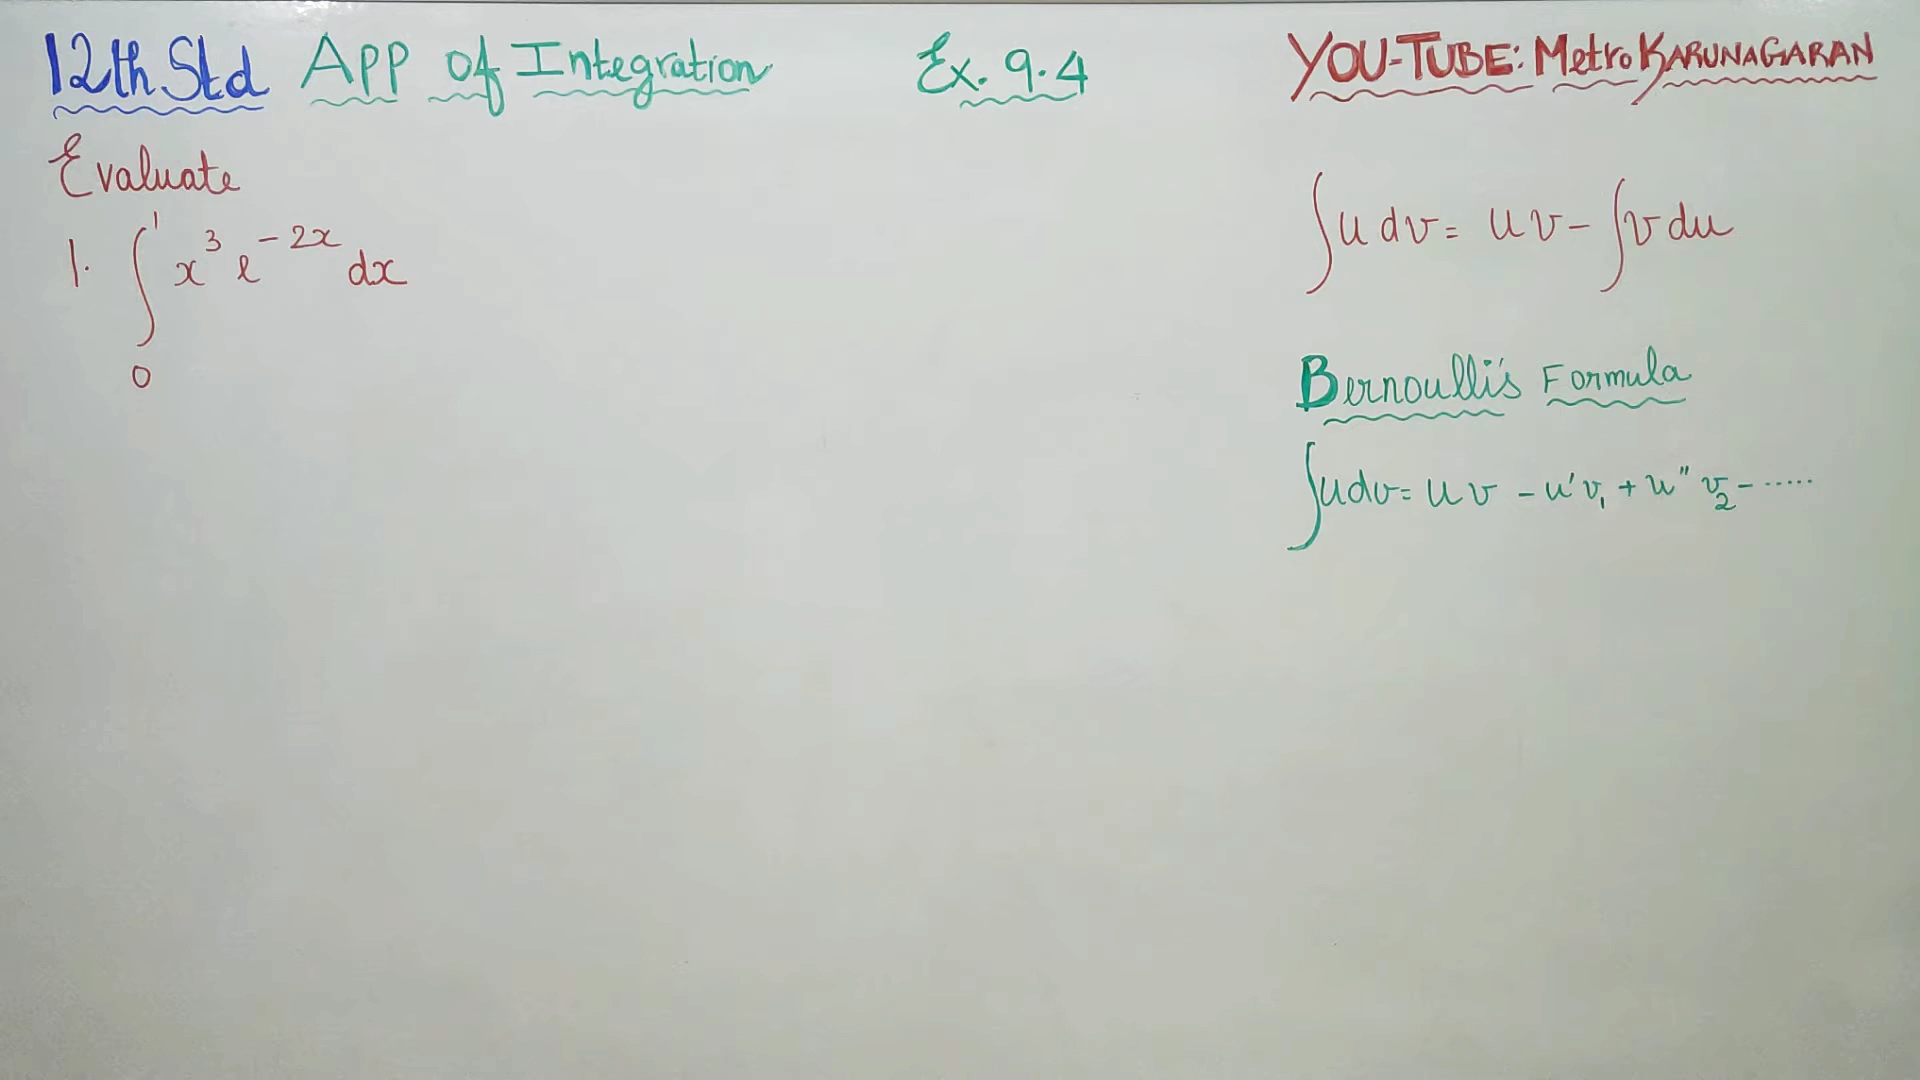 12th Std App of Integration Ex. 9.4 YOU-TUBE: Metro KARUNAGARAN
Evaluate
1. ∫₀¹ x³ e⁻²ˣ dx
∫u dv = uv - ∫v du
Bernoulli's Formula
∫udv = uv - u'v₁ + u"v₂ - .....